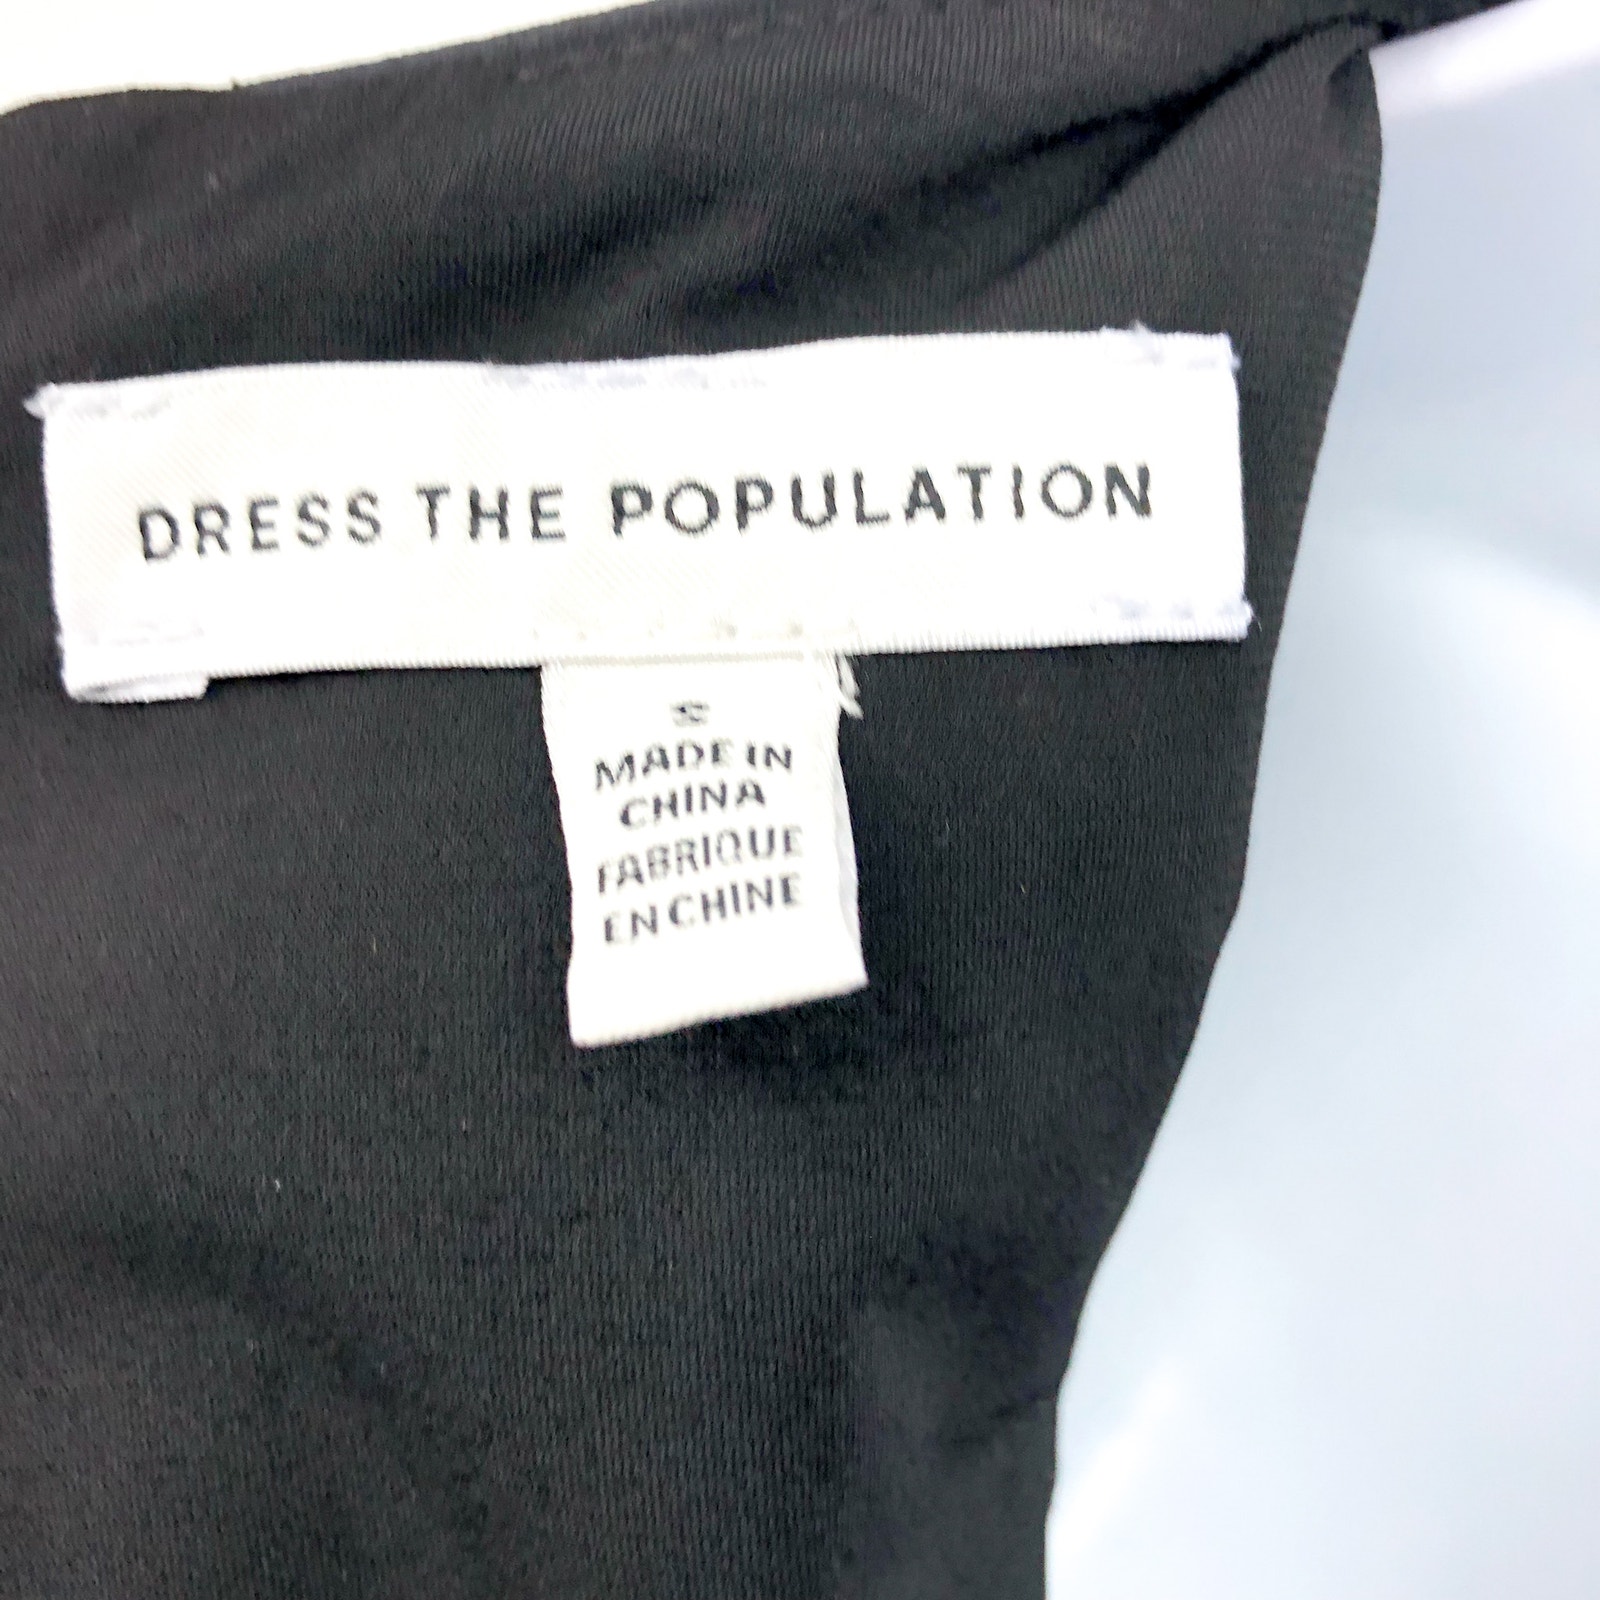 DRESS THE POPULATION
S
MADE IN
CHINA
FABRIQUE
EN CHINE